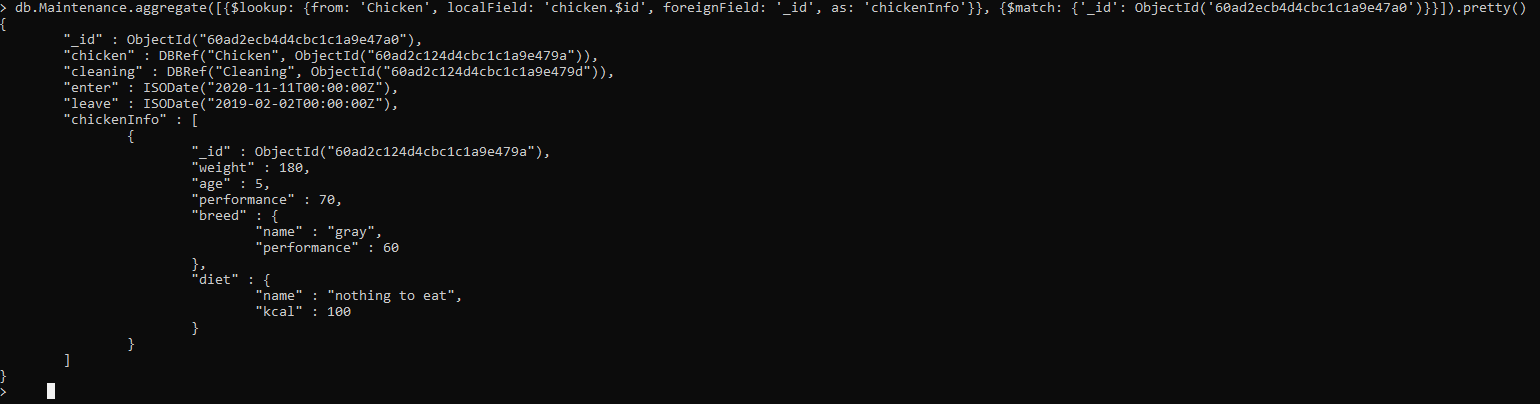 > db.Maintenance.aggregate([{$lookup: {from: 'Chicken', localField: 'chicken.$id', foreignField: '_id', as: 'chickenInfo'}}, {$match: {'_id': ObjectId('60ad2ecb4d4cbc1c1a9e47a0')}}]).pretty()
{
"_id" : ObjectId("60ad2ecb4d4cbc1c1a9e47a0"),
"chicken" : DBRef("Chicken", ObjectId("60ad2c124d4cbc1c1a9e479a")),
"cleaning" : DBRef("Cleaning", ObjectId("60ad2c124d4cbc1c1a9e479d")),
"enter" : ISODate("2020-11-11T00:00:00Z"),
"leave" : ISODate("2019-02-02T00:00:00Z"),
"chickenInfo" : [
{
"_id" : ObjectId("60ad2c124d4cbc1c1a9e479a"),
"weight" : 180,
"age" : 5,
"performance" : 70,
"breed" : {
"name" : "gray",
"performance" : 60
},
"diet" : {
"name" : "nothing to eat",
"kcal" : 100
}
}
]
}
>